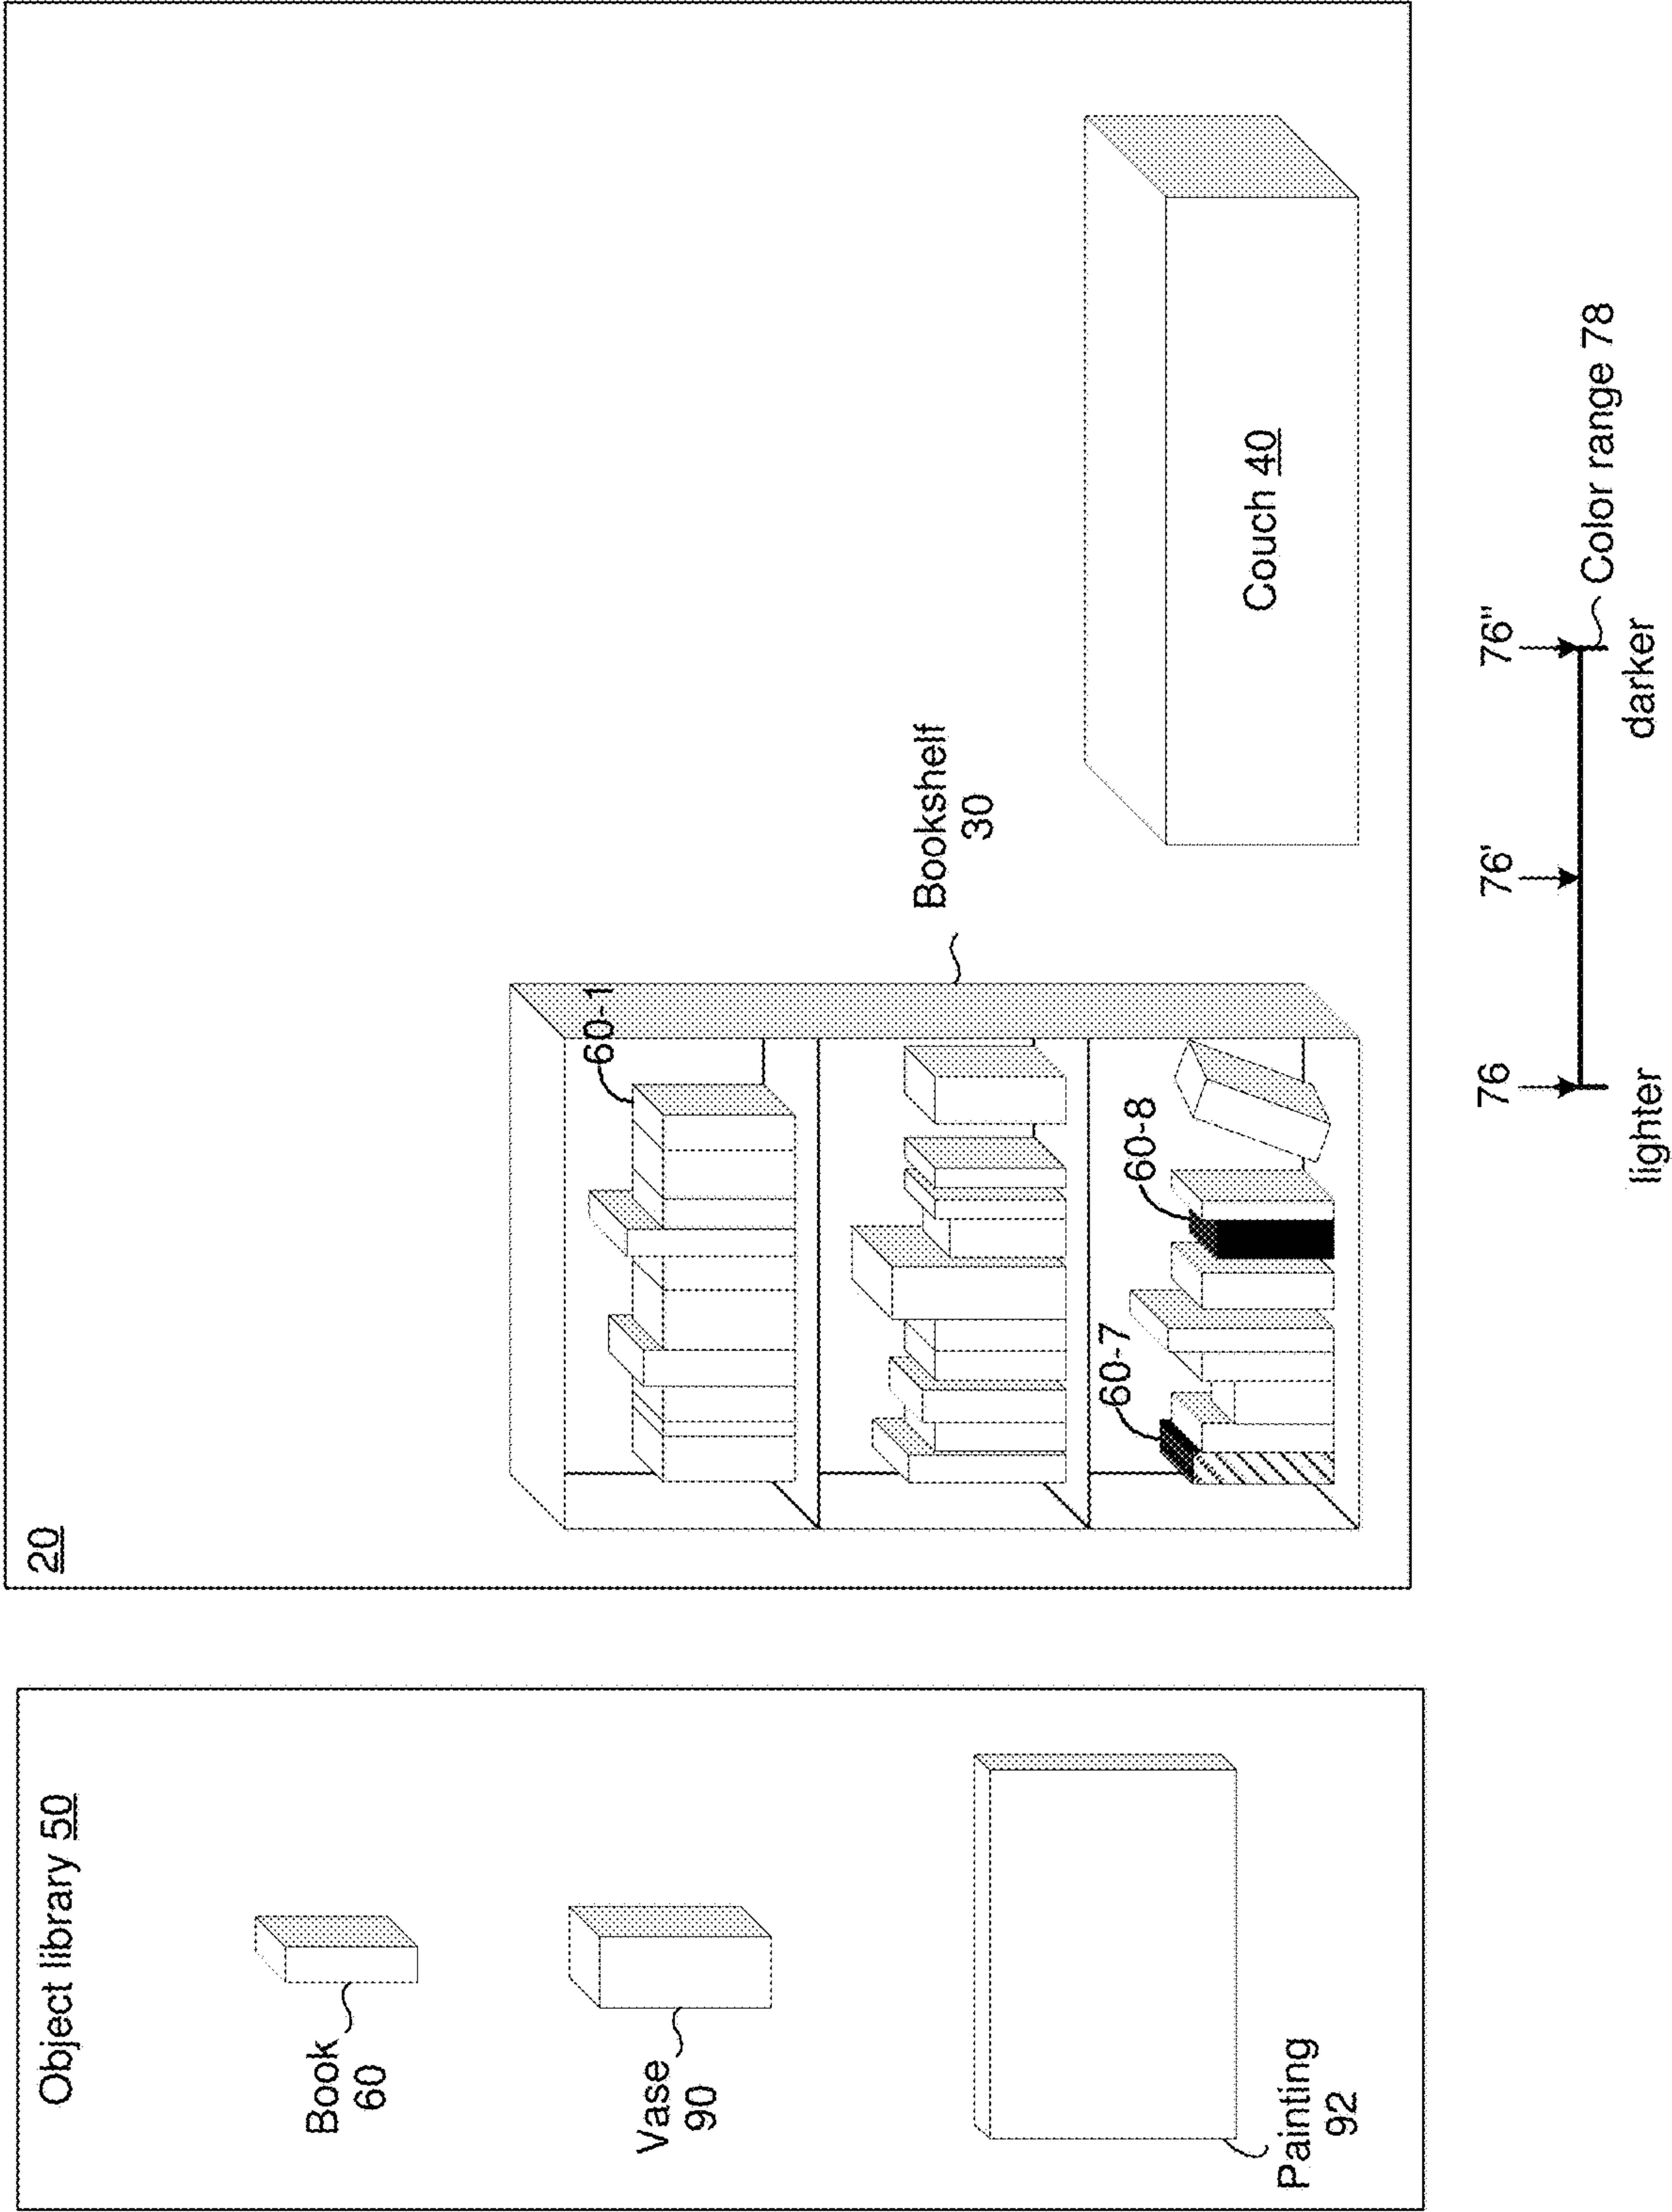 Object library 50
Book
60
Vase
90
Painting
92
20
60-1
60-7
60-8
Bookshelf
30
Couch 40
76
76'
76"
Color range 78
lighter
darker